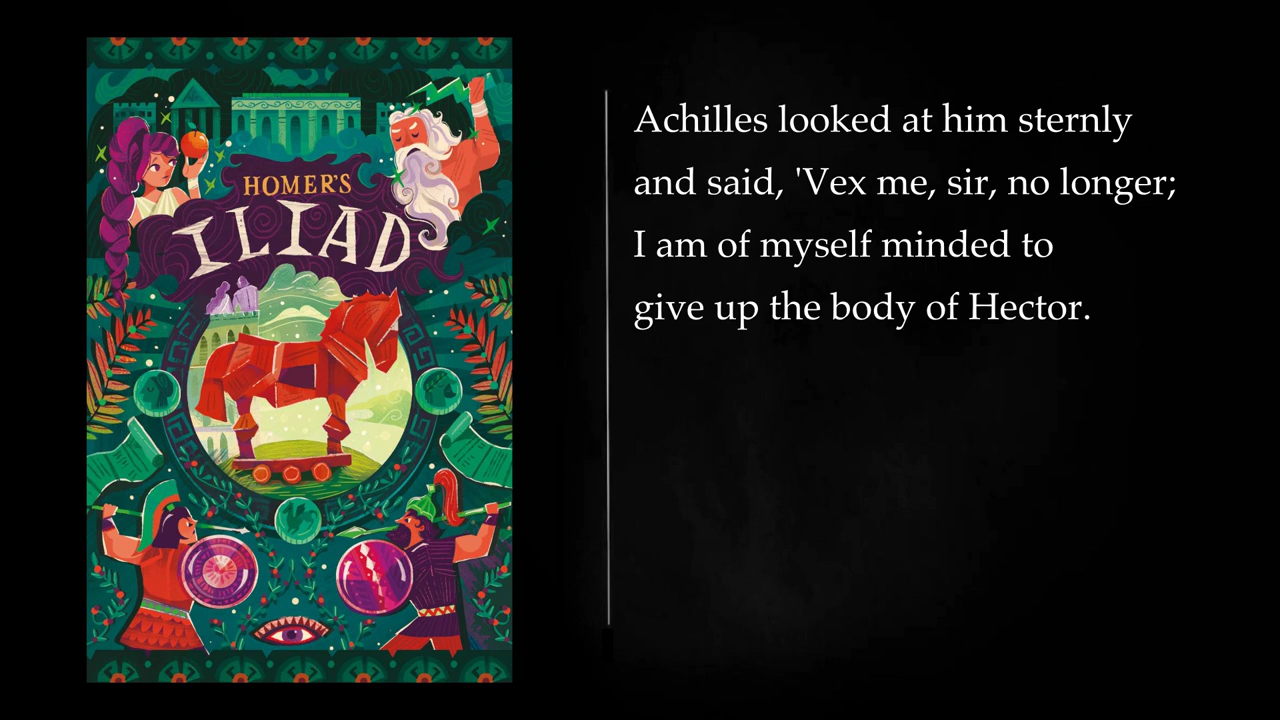 HOMER'S
ILIAD
Achilles looked at him sternly
and said, 'Vex me, sir, no longer;
I am of myself minded to
give up the body of Hector.